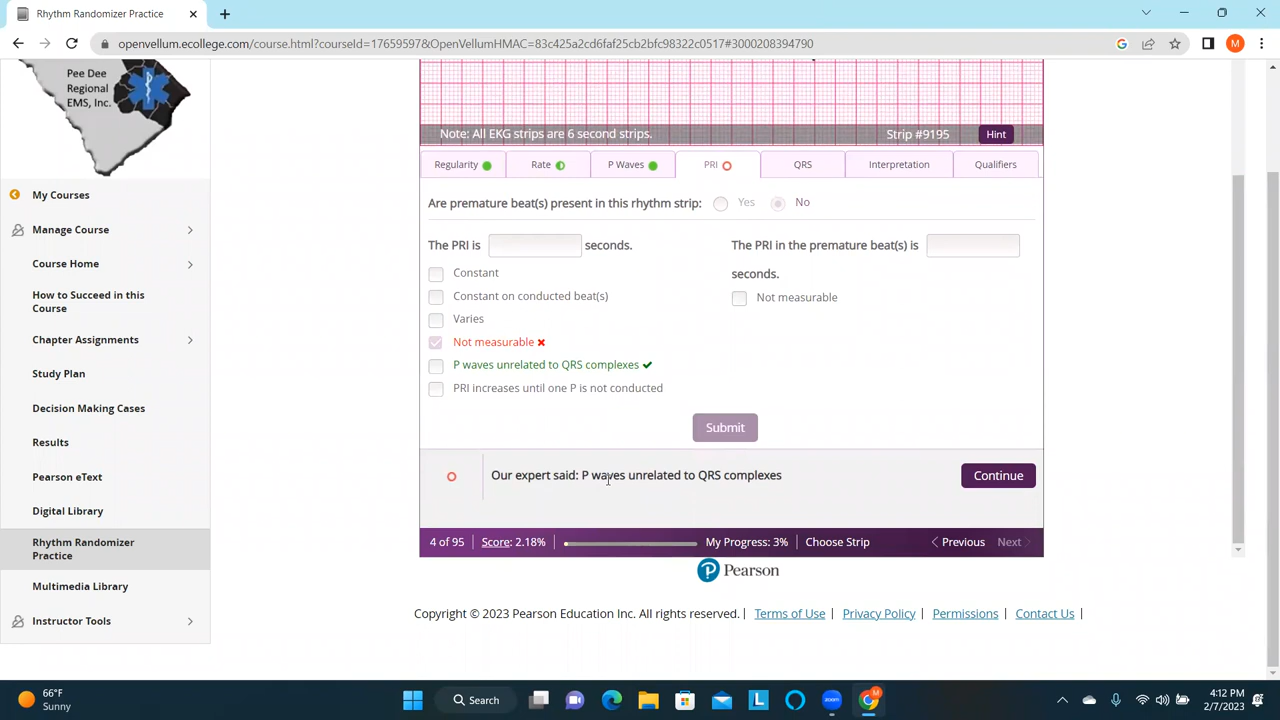 Rhythm Randomizer Practice
openvellum.ecollege.com/course.html?courseId=17659597&OpenVellumHMAC=
8c425a2cd6faf25cb2bfc98322c0517#3000208394790
M
Pee Dee
Regional
EMS, Inc.
My Courses
Manage Course
Course Home
How to Succeed in this
Course
Chapter Assignments
Study Plan
Decision Making Cases
Results
Pearson eText
Digital Library
Rhythm Randomizer
Practice
Multimedia Library
Instructor Tools
Note: All EKG strips are 6 second strips.
Strip #9195
Hint
Regularity
Rate
P Waves
PRI
QRS
Interpretation
Qualifiers
Are premature beat(s) present in this rhythm strip:
Yes
No
The PRI is
seconds.
The PRI in the premature beat(s) is
seconds.
Constant
Constant on conducted beat(s)
Varies
Not measurable
P waves unrelated to QRS complexes
PRI increases until one P is not conducted
Not measurable
Submit
Our expert said: P waves unrelated to QRS complexes
Continue
4 of 95
Score: 2.18%
My Progress: 3%
Choose Strip
Previous
Next
Pearson
Copyright © 2023 Pearson Education Inc. All rights reserved. | Terms of Use | Privacy Policy | Permissions | Contact Us |
66°F
Sunny
Search
zoom
L
M
4:12 PM
2/7/2023